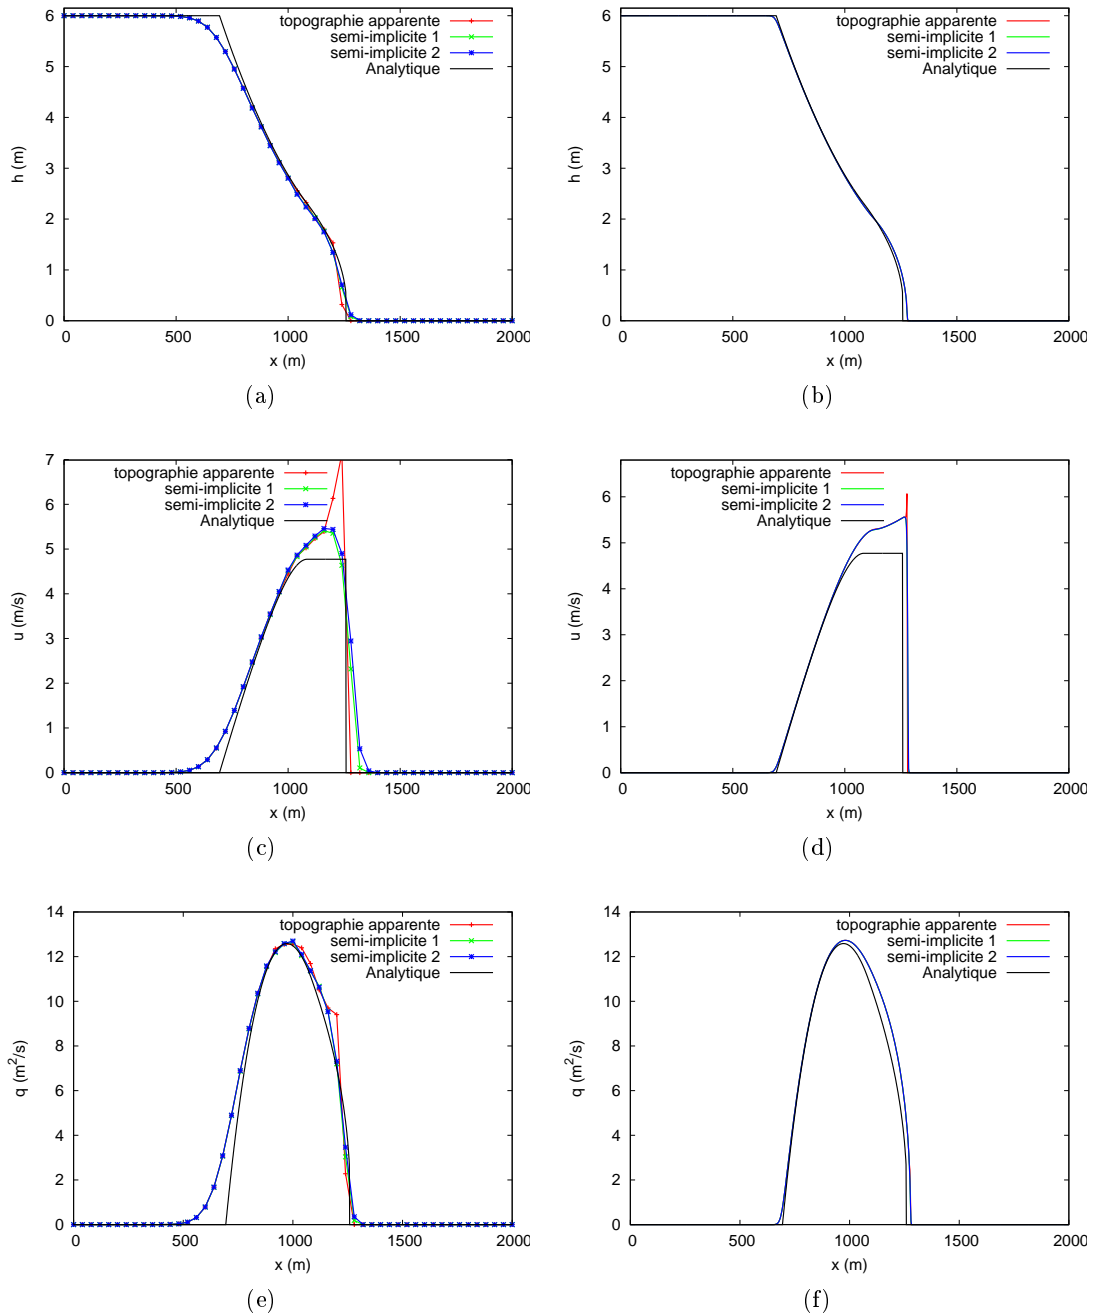 topographie apparente
semi-implicite 1
semi-implicite 2
Analytique
h (m)
6
5
4
3
2
1
0
0 500 1000 1500 2000
x (m)
(a)
topographie apparente
semi-implicite 1
semi-implicite 2
Analytique
h (m)
6
5
4
3
2
1
0
0 500 1000 1500 2000
x (m)
(b)
topographie apparente
semi-implicite 1
semi-implicite 2
Analytique
u (m/s)
7
6
5
4
3
2
1
0
0 500 1000 1500 2000
x (m)
(c)
topographie apparente
semi-implicite 1
semi-implicite 2
Analytique
u (m/s)
6
5
4
3
2
1
0
0 500 1000 1500 2000
x (m)
(d)
topographie apparente
semi-implicite 1
semi-implicite 2
Analytique
q (m²/s)
14
12
10
8
6
4
2
0
0 500 1000 1500 2000
x (m)
(e)
topographie apparente
semi-implicite 1
semi-implicite 2
Analytique
q (m²/s)
14
12
10
8
6
4
2
0
0 500 1000 1500 2000
x (m)
(f)